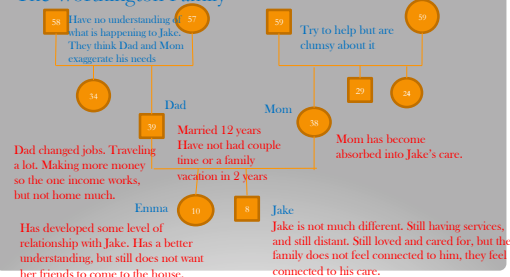 58
Have no understanding of
57
what is happening to Jake.
They think Dad and Mom
exaggerate his needs
59
Try to help but are
clumsy about it
59
34
29
24
Dad
39
Mom
38
Married 12 years
Have not had couple
time or a family
vacation in 2 years
Mom has become
absorbed into Jake's care.
Dad changed jobs. Traveling
a lot. Making more money
so the one income works,
but not home much.
Emma
10
8
Jake
Has developed some level of
relationship with Jake. Has a better
understanding, but still does not want
her friends to come to the house.
Jake is not much different. Still having services,
and still distant. Still loved and cared for, but the
family does not feel connected to him, they feel
connected to his care.